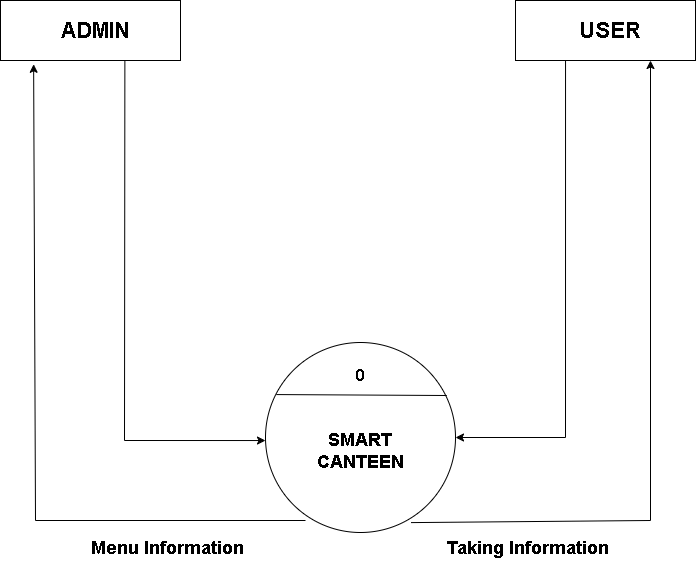 ADMIN
USER
0
SMART
CANTEEN
Menu Information
Taking Information